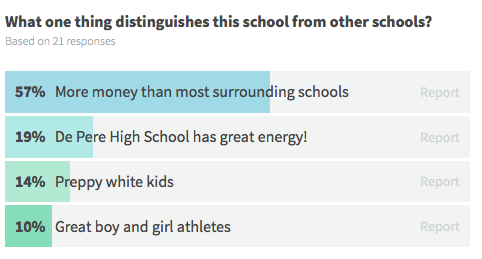 What one thing distinguishes this school from other schools?
Based on 21 responses
57% More money than most surrounding schools Report
19% De Pere High School has great energy! Report
14% Preppy white kids Report
10% Great boy and girl athletes Report